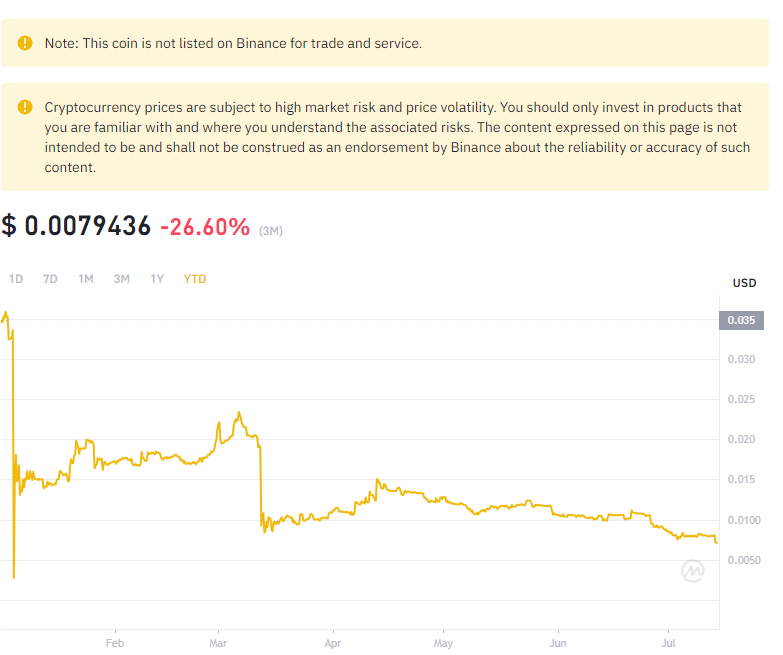 Note: This coin is not listed on Binance for trade and service.
Cryptocurrency prices are subject to high market risk and price volatility. You should only invest in products that
you are familiar with and where you understand the associated risks. The content expressed on this page is not
intended to be and shall not be construed as an endorsement by Binance about the reliability or accuracy of such
content.
$ 0.0079436 -26.60% (3M)
1D 7D 1M 3M 1Y YTD
USD
0.035
0.030
0.025
0.020
0.015
0.0100
0.0050
Feb Mar Apr May Jun Jul